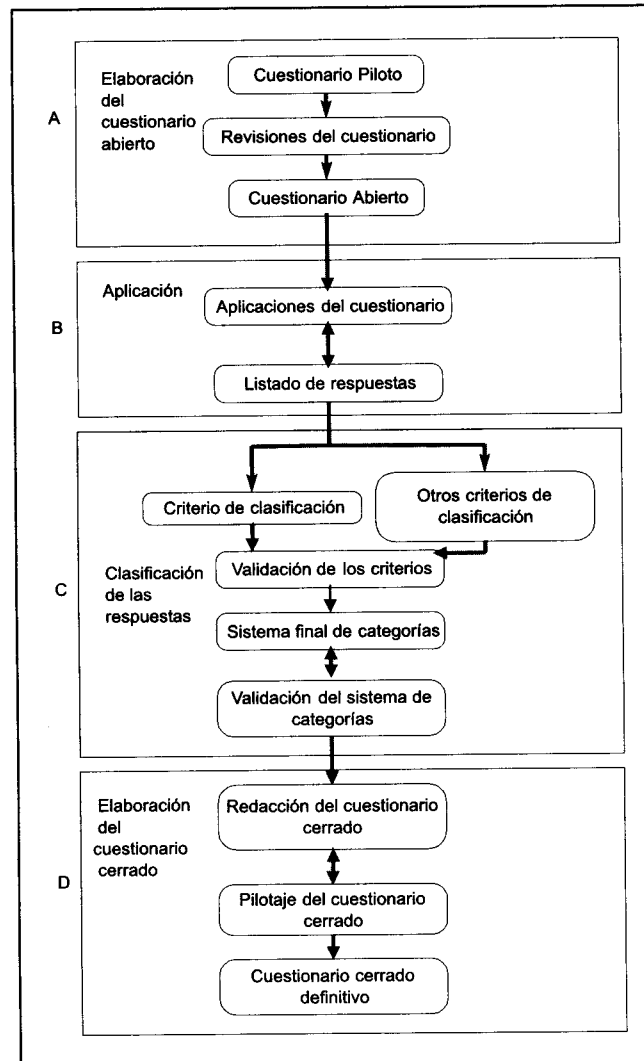 A
Elaboración
del
cuestionario
abierto
Cuestionario Piloto
Revisiones del cuestionario
Cuestionario Abierto
B
Aplicación
Aplicaciones del cuestionario
Listado de respuestas
C
Clasificación
de las
respuestas
Criterio de clasificación
Otros criterios de
clasificación
Validación de los criterios
Sistema final de categorías
Validación del sistema de
categorías
D
Elaboración
del
cuestionario
cerrado
Redacción del cuestionario
cerrado
Pilotaje del cuestionario
cerrado
Cuestionario cerrado
definitivo